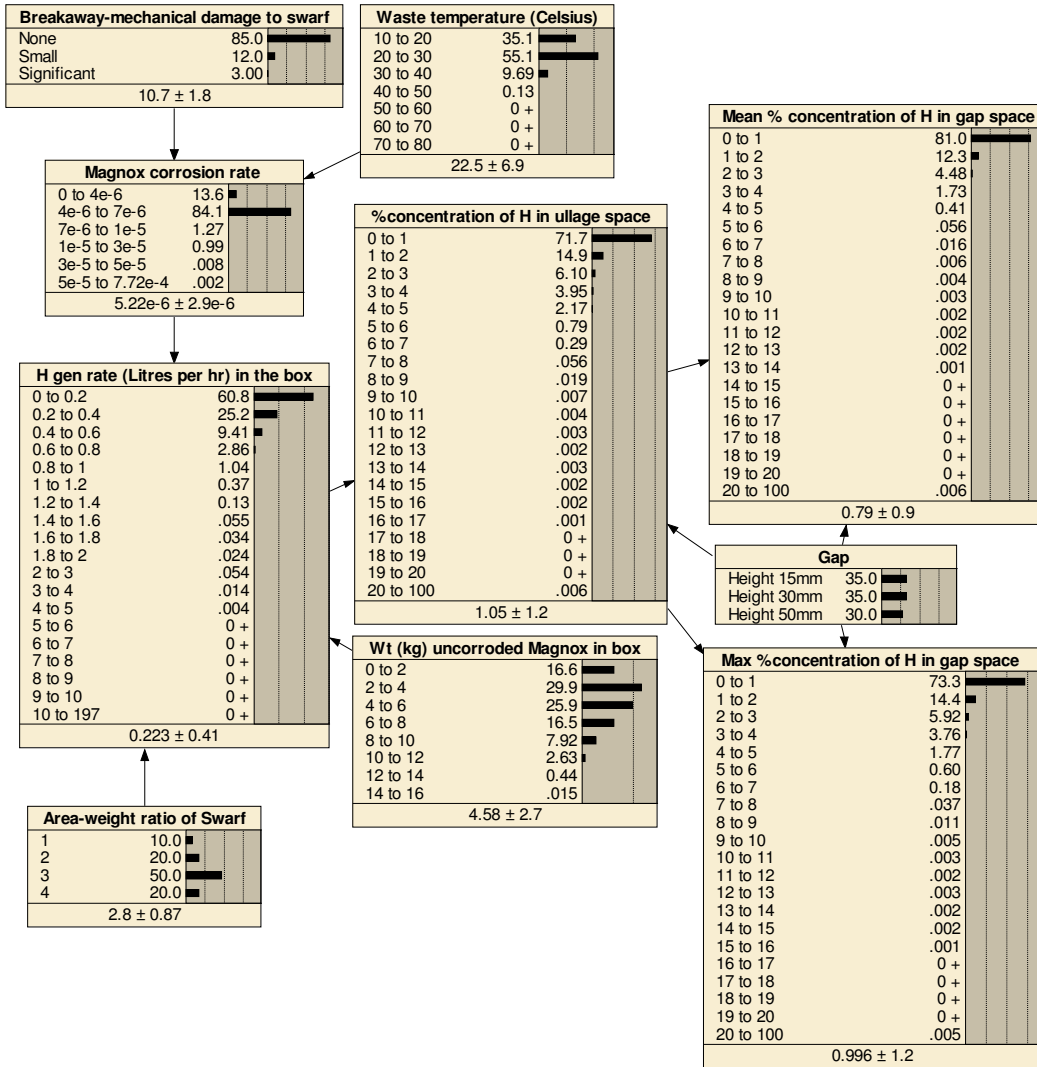 Breakaway-mechanical damage to swarf
None 85.0
Small 12.0
Significant 3.00
10.7 ± 1.8
Waste temperature (Celsius)
10 to 20 35.1
20 to 30 55.1
30 to 40 9.69
40 to 50 0.13
50 to 60 0 +
60 to 70 0 +
70 to 80 0 +
22.5 ± 6.9
Magnox corrosion rate
0 to 4e-6 13.6
4e-6 to 7e-6 84.1
7e-6 to 1e-5 1.27
1e-5 to 3e-5 0.99
3e-5 to 5e-5 .008
5e-5 to 7.72e-4 .002
5.22e-6 ± 2.9e-6
%concentration of H in ullage space
0 to 1 71.7
1 to 2 14.9
2 to 3 6.10
3 to 4 3.95
4 to 5 2.17
5 to 6 0.79
6 to 7 0.29
7 to 8 .056
8 to 9 .019
9 to 10 .007
10 to 11 .004
11 to 12 .003
12 to 13 .002
13 to 14 .003
14 to 15 .002
15 to 16 .002
16 to 17 .001
17 to 18 0 +
18 to 19 0 +
19 to 20 0 +
20 to 100 .006
1.05 ± 1.2
Mean % concentration of H in gap space
0 to 1 81.0
1 to 2 12.3
2 to 3 4.48
3 to 4 1.73
4 to 5 0.41
5 to 6 .056
6 to 7 .016
7 to 8 .006
8 to 9 .004
9 to 10 .003
10 to 11 .002
11 to 12 .002
12 to 13 .002
13 to 14 .001
14 to 15 0 +
15 to 16 0 +
16 to 17 0 +
17 to 18 0 +
18 to 19 0 +
19 to 20 0 +
20 to 100 .006
0.79 ± 0.9
H gen rate (Litres per hr) in the box
0 to 0.2 60.8
0.2 to 0.4 25.2
0.4 to 0.6 9.41
0.6 to 0.8 2.86
0.8 to 1 1.04
1 to 1.2 0.37
1.2 to 1.4 0.13
1.4 to 1.6 .055
1.6 to 1.8 .034
1.8 to 2 .024
2 to 3 .054
3 to 4 .014
4 to 5 .004
5 to 6 0 +
6 to 7 0 +
7 to 8 0 +
8 to 9 0 +
9 to 10 0 +
10 to 197 0 +
0.223 ± 0.41
Gap
Height 15mm 35.0
Height 30mm 35.0
Height 50mm 30.0
Wt (kg) uncorroded Magnox in box
0 to 2 16.6
2 to 4 29.9
4 to 6 25.9
6 to 8 16.5
8 to 10 7.92
10 to 12 2.63
12 to 14 0.44
14 to 16 .015
4.58 ± 2.7
Max %concentration of H in gap space
0 to 1 73.3
1 to 2 14.4
2 to 3 5.92
3 to 4 3.76
4 to 5 1.77
5 to 6 0.60
6 to 7 0.18
7 to 8 .037
8 to 9 .011
9 to 10 .005
10 to 11 .003
11 to 12 .002
12 to 13 .003
13 to 14 .002
14 to 15 .002
15 to 16 .001
16 to 17 0 +
17 to 18 0 +
18 to 19 0 +
19 to 20 0 +
20 to 100 .005
0.996 ± 1.2
Area-weight ratio of Swarf
1 10.0
2 20.0
3 50.0
4 20.0
2.8 ± 0.87